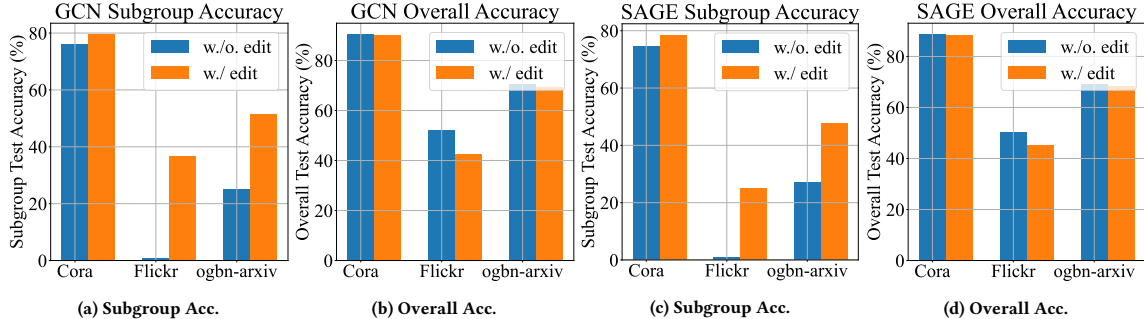 GCN Subgroup Accuracy
Subgroup Test Accuracy (%)
80
60
40
20
0
w./o. edit
w./ edit
Cora
Flickr
ogbn-arxiv
(a) Subgroup Acc.
GCN Overall Accuracy
Overall Test Accuracy (%)
80
60
40
20
0
w./o. edit
w./ edit
Cora
Flickr
ogbn-arxiv
(b) Overall Acc.
SAGE Subgroup Accuracy
Subgroup Test Accuracy (%)
80
60
40
20
0
w./o. edit
w./ edit
Cora
Flickr
ogbn-arxiv
(c) Subgroup Acc.
SAGE Overall Accuracy
Overall Test Accuracy (%)
80
60
40
20
0
w./o. edit
w./ edit
Cora
Flickr
ogbn-arxiv
(d) Overall Acc.